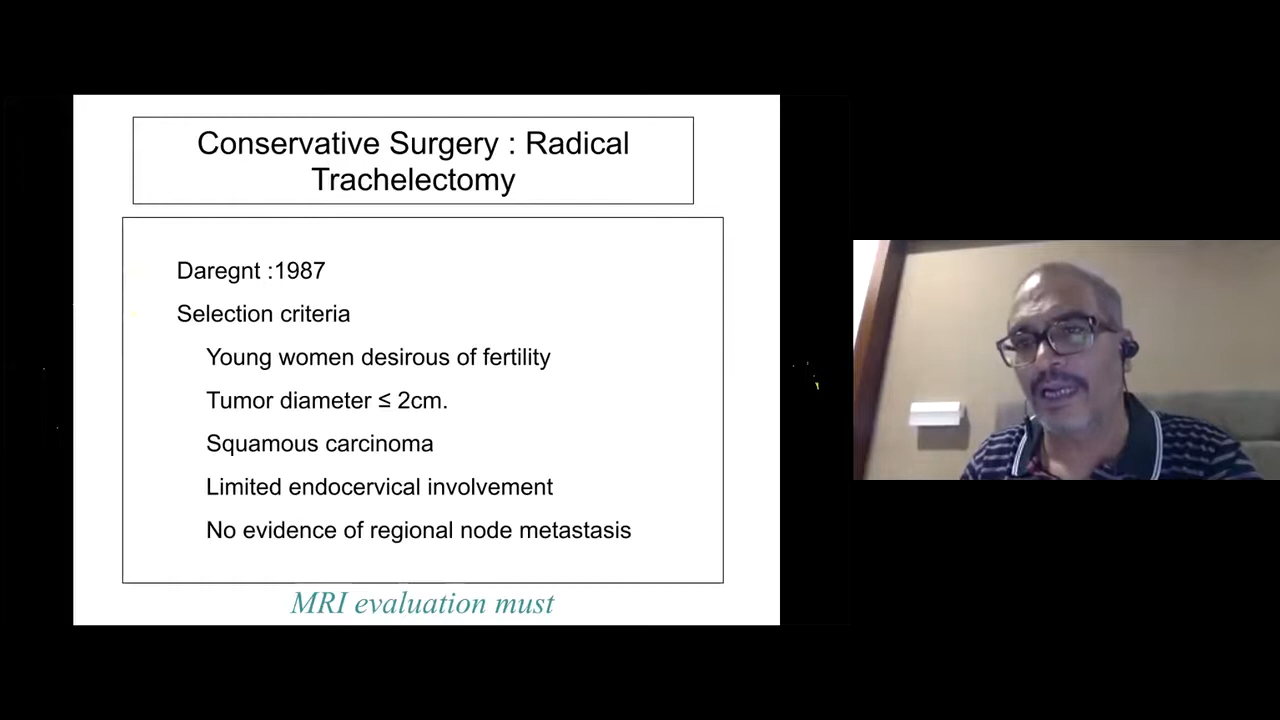 Conservative Surgery : Radical
Trachelectomy
Daregnt :1987
Selection criteria
Young women desirous of fertility
Tumor diameter ≤ 2cm.
Squamous carcinoma
Limited endocervical involvement
No evidence of regional node metastasis
MRI evaluation must